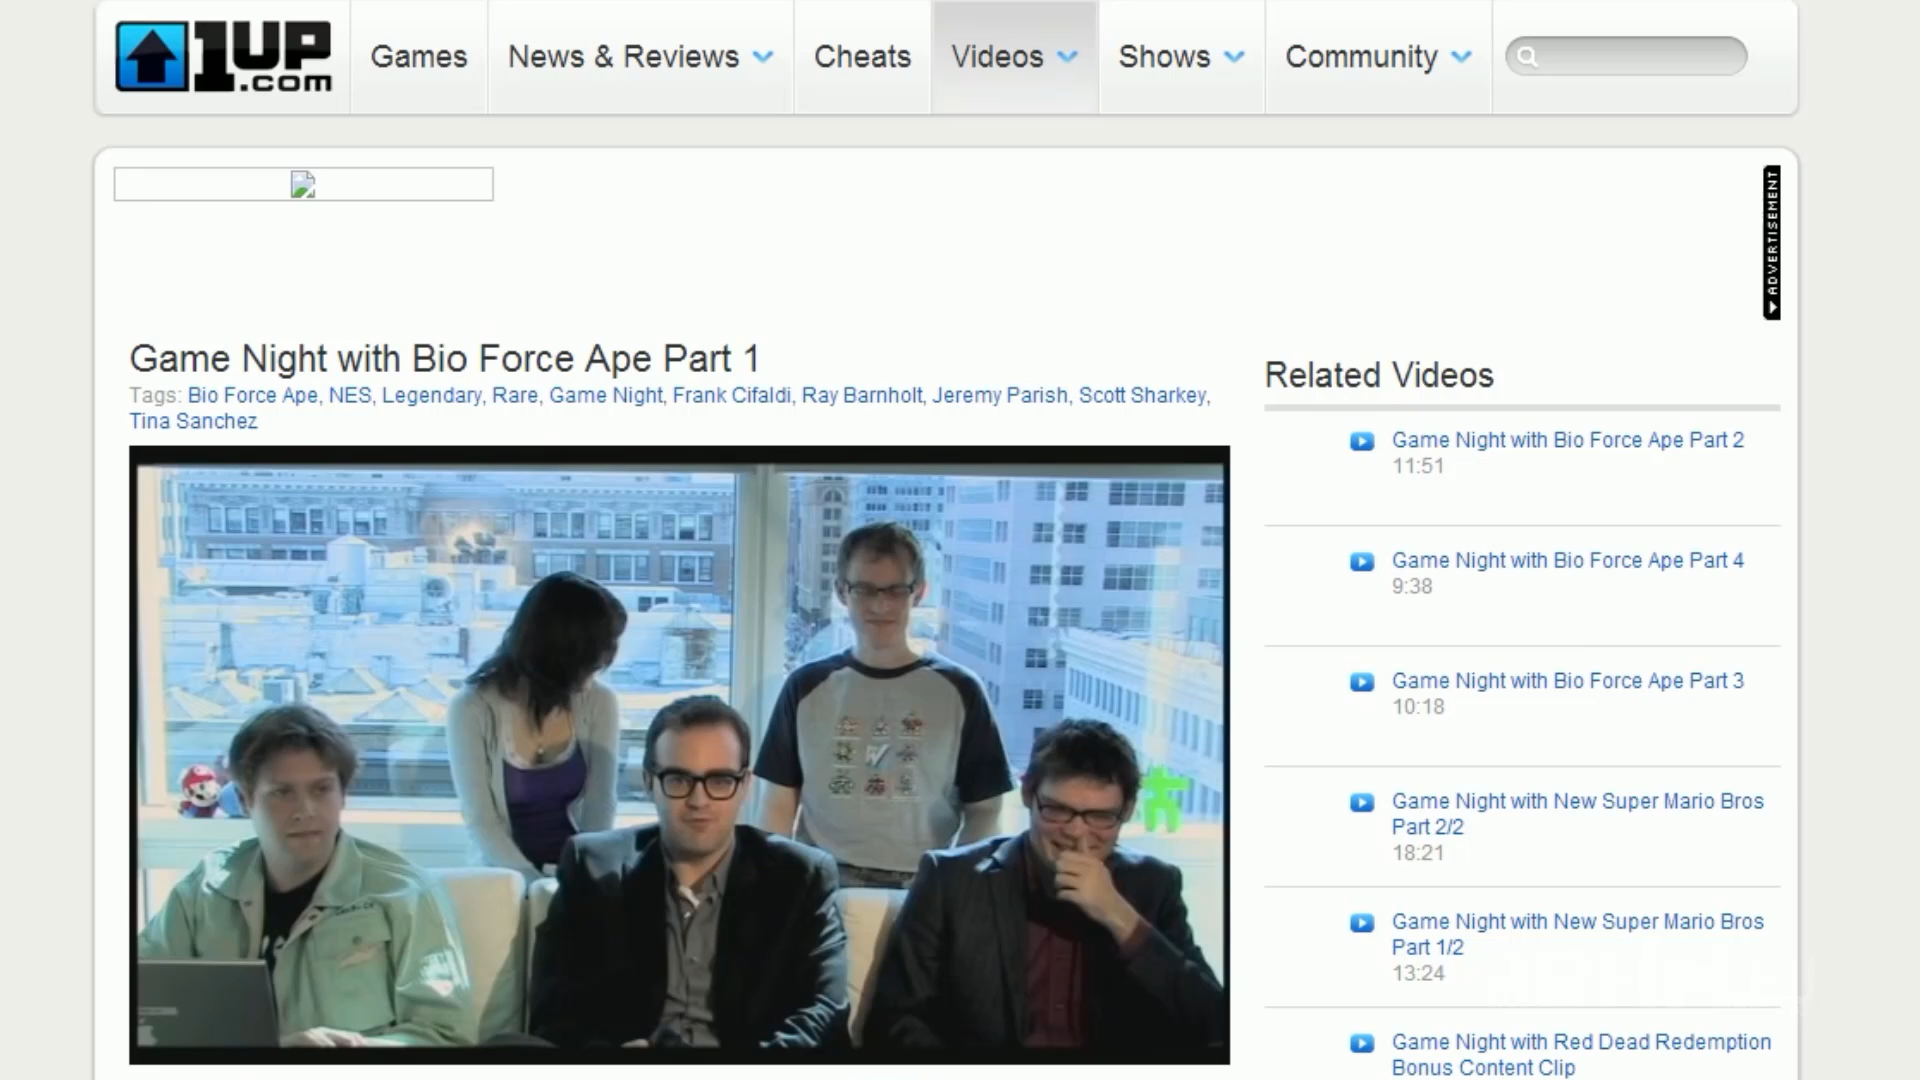 1UP
.com
Games
News & Reviews
Cheats
Videos
Shows
Community
ADVERTISEMENT
Game Night with Bio Force Ape Part 1
Tags: Bio Force Ape, NES, Legendary, Rare, Game Night, Frank Cifaldi, Ray Barnholt, Jeremy Parish, Scott Sharkey,
Tina Sanchez
Related Videos
Game Night with Bio Force Ape Part 2
11:51
Game Night with Bio Force Ape Part 4
9:38
Game Night with Bio Force Ape Part 3
10:18
Game Night with New Super Mario Bros
Part 2/2
18:21
Game Night with New Super Mario Bros
Part 1/2
13:24
Game Night with Red Dead Redemption
Bonus Content Clip